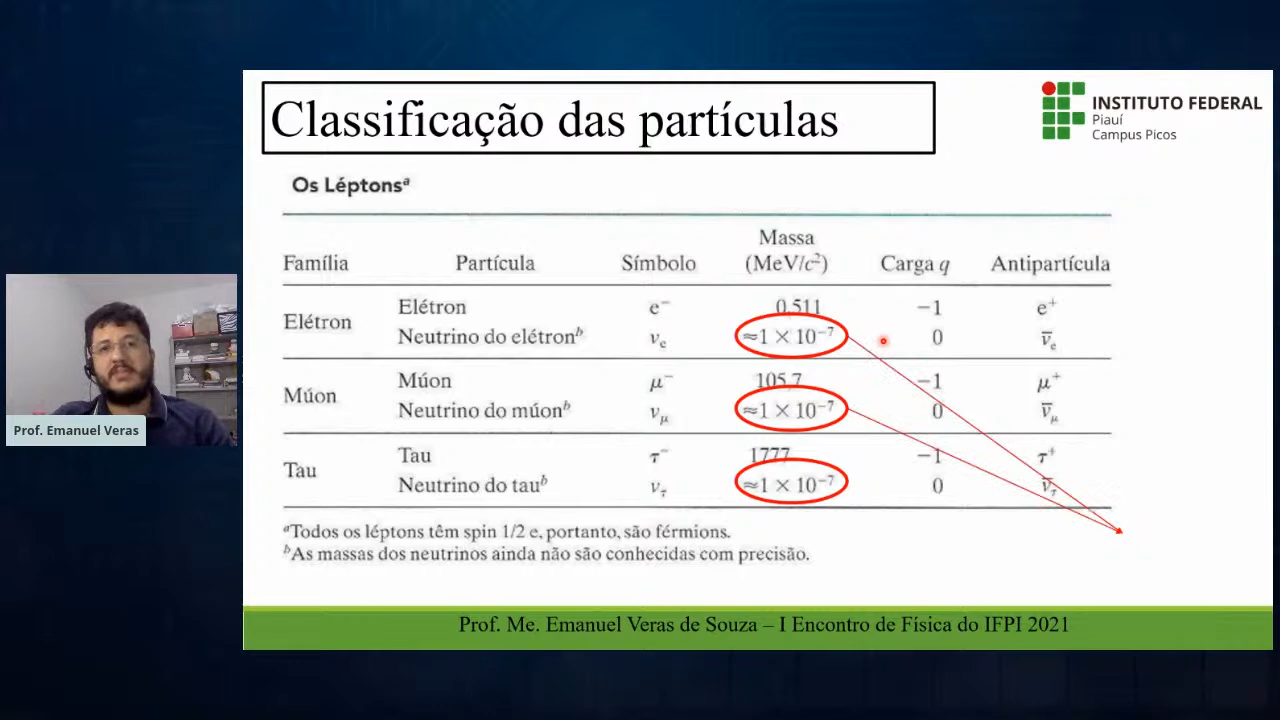 Classificação das partículas
INSTITUTO FEDERAL
Piauí
Campus Picos
Os Léptonsᵃ
Família Partícula Símbolo Massa (MeV/c²) Carga q Antipartícula
Elétron
Elétron e⁻ 0,511 −1 e⁺
Neutrino do elétronᵇ νₑ ≈1 × 10⁻⁷ 0 ν̅ₑ
Múon
Múon μ⁻ 105,7 −1 μ⁺
Neutrino do múonᵇ ν_μ ≈1 × 10⁻⁷ 0 ν̅_μ
Tau
Tau τ⁻ 1777 −1 τ⁺
Neutrino do tauᵇ ν_τ ≈1 × 10⁻⁷ 0 ν̅_τ
ᵃTodos os léptons têm spin 1/2 e, portanto, são férmions.
ᵇAs massas dos neutrinos ainda não são conhecidas com precisão.
Prof. Emanuel Veras
Prof. Me. Emanuel Veras de Souza – I Encontro de Física do IFPI 2021